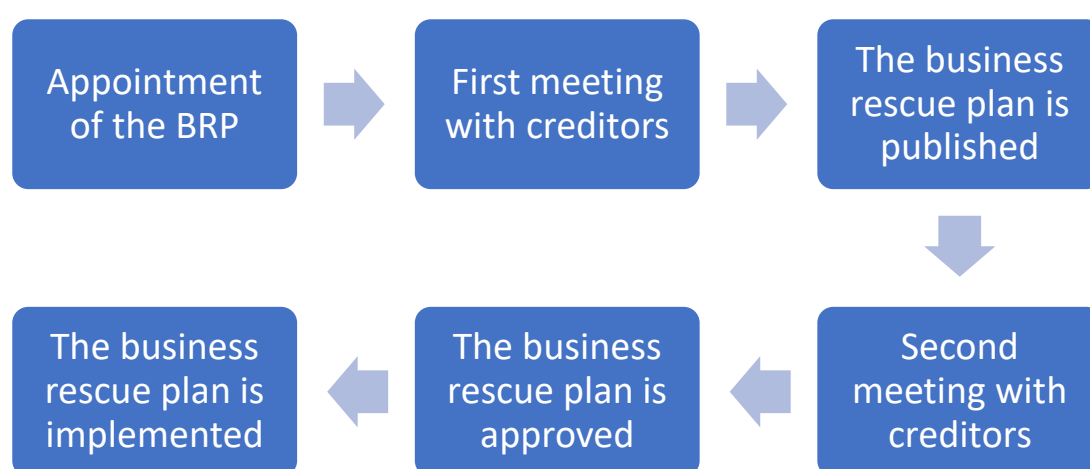 Appointment
of the BRP
First meeting
with creditors
The business
rescue plan is
published
Second
meeting with
creditors
The business
rescue plan is
approved
The business
rescue plan is
implemented